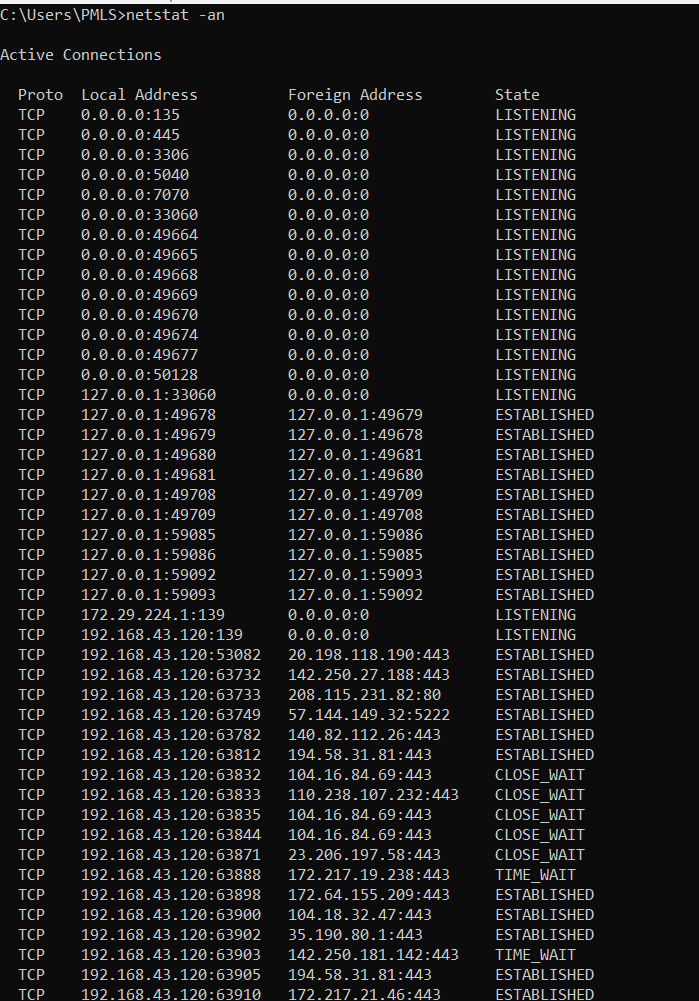 C:\Users\PMLS>netstat -an
Active Connections
Proto  Local Address          Foreign Address        State
TCP    0.0.0.0:135            0.0.0.0:0              LISTENING
TCP    0.0.0.0:445            0.0.0.0:0              LISTENING
TCP    0.0.0.0:3306           0.0.0.0:0              LISTENING
TCP    0.0.0.0:5040           0.0.0.0:0              LISTENING
TCP    0.0.0.0:7070           0.0.0.0:0              LISTENING
TCP    0.0.0.0:33060          0.0.0.0:0              LISTENING
TCP    0.0.0.0:49664          0.0.0.0:0              LISTENING
TCP    0.0.0.0:49665          0.0.0.0:0              LISTENING
TCP    0.0.0.0:49668          0.0.0.0:0              LISTENING
TCP    0.0.0.0:49669          0.0.0.0:0              LISTENING
TCP    0.0.0.0:49670          0.0.0.0:0              LISTENING
TCP    0.0.0.0:49674          0.0.0.0:0              LISTENING
TCP    0.0.0.0:49677          0.0.0.0:0              LISTENING
TCP    0.0.0.0:50128          0.0.0.0:0              LISTENING
TCP    127.0.0.1:33060        0.0.0.0:0              LISTENING
TCP    127.0.0.1:49678        127.0.0.1:49679        ESTABLISHED
TCP    127.0.0.1:49679        127.0.0.1:49678        ESTABLISHED
TCP    127.0.0.1:49680        127.0.0.1:49681        ESTABLISHED
TCP    127.0.0.1:49681        127.0.0.1:49680        ESTABLISHED
TCP    127.0.0.1:49708        127.0.0.1:49709        ESTABLISHED
TCP    127.0.0.1:49709        127.0.0.1:49708        ESTABLISHED
TCP    127.0.0.1:59085        127.0.0.1:59086        ESTABLISHED
TCP    127.0.0.1:59086        127.0.0.1:59085        ESTABLISHED
TCP    127.0.0.1:59092        127.0.0.1:59093        ESTABLISHED
TCP    127.0.0.1:59093        127.0.0.1:59092        ESTABLISHED
TCP    172.29.224.1:139       0.0.0.0:0              LISTENING
TCP    192.168.43.120:139     0.0.0.0:0              LISTENING
TCP    192.168.43.120:53082   20.198.118.190:443     ESTABLISHED
TCP    192.168.43.120:63732   142.250.27.188:443     ESTABLISHED
TCP    192.168.43.120:63733   208.115.231.82:80      ESTABLISHED
TCP    192.168.43.120:63749   57.144.149.32:5222     ESTABLISHED
TCP    192.168.43.120:63782   140.82.112.26:443      ESTABLISHED
TCP    192.168.43.120:63812   194.58.31.81:443       ESTABLISHED
TCP    192.168.43.120:63832   104.16.84.69:443       CLOSE_WAIT
TCP    192.168.43.120:63833   110.238.107.232:443    CLOSE_WAIT
TCP    192.168.43.120:63835   104.16.84.69:443       CLOSE_WAIT
TCP    192.168.43.120:63844   104.16.84.69:443       CLOSE_WAIT
TCP    192.168.43.120:63871   23.206.197.58:443      CLOSE_WAIT
TCP    192.168.43.120:63888   172.217.19.238:443     TIME_WAIT
TCP    192.168.43.120:63898   172.64.155.209:443     ESTABLISHED
TCP    192.168.43.120:63900   104.18.32.47:443       ESTABLISHED
TCP    192.168.43.120:63902   35.190.80.1:443        ESTABLISHED
TCP    192.168.43.120:63903   142.250.181.142:443    TIME_WAIT
TCP    192.168.43.120:63905   194.58.31.81:443       ESTABLISHED
TCP    192.168.43.120:63910   172.217.21.46:443      ESTABLISHED